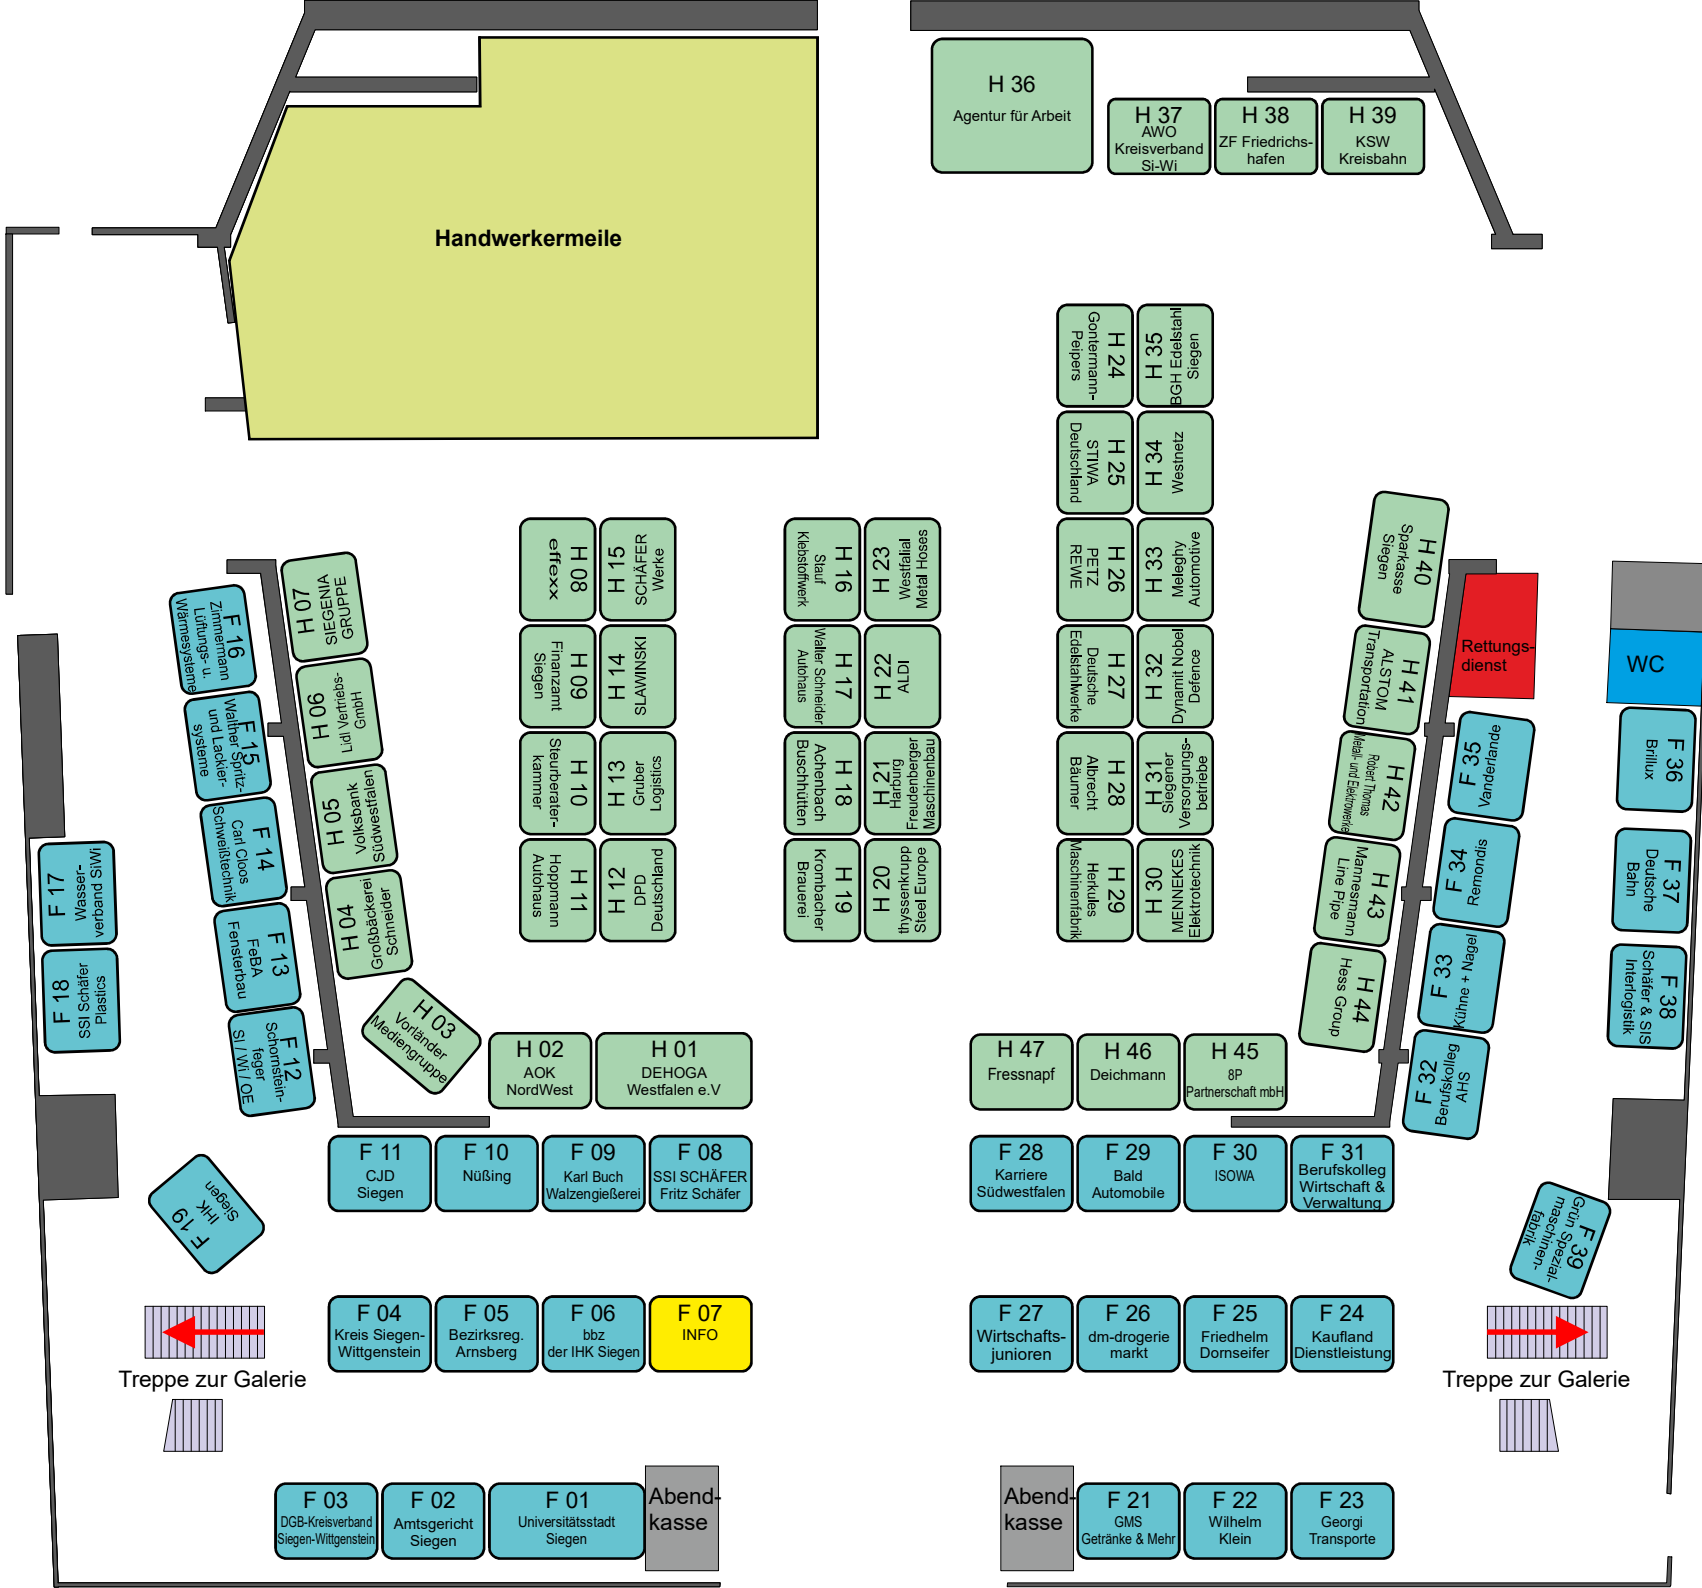 H 36
Agentur für Arbeit
H 37
AWO
Kreisverband
Si-Wi
H 38
ZF Friedrichs-
hafen
H 39
KSW
Kreisbahn
Handwerkermeile
H 24
Gontermann-
Peipers
H 35
BGH Edelstahl
Siegen
H 25
STIWA
Deutschland
H 34
Westnetz
H 26
PETZ
REWE
H 33
Meleghy
Automotive
H 27
Deutsche
Edelstahlwerke
H 32
Dynamit Nobel
Defence
H 28
Albrecht
Bäumer
H 31
Siegener
Versorgungs-
betriebe
H 29
Herkules
Maschinenfabrik
H 30
MENNEKES
Elektrotechnik
H 08
effexx
H 15
SCHÄFER
Werke
H 09
Finanzamt
Siegen
H 14
SLAWINSKI
H 10
Steurberater-
kammer
H 13
Gruber
Logistics
H 11
Hoppmann
Autohaus
H 12
DPD
Deutschland
H 16
Stauf
Klebstoffwerk
H 23
Westfalial
Metal Hoses
H 17
Walter Schneider
Autohaus
H 22
ALDI
H 18
Achenbach
Buschhütten
H 21
Harburg
Freudenberger
Maschinenbau
H 19
Krombacher
Brauerei
H 20
thyssenkrupp
Steel Europe
H 07
SIEGENIA
GRUPPE
H 06
Lidl Vertriebs-
GmbH
H 05
Volksbank
Südwestfalen
H 04
Großbäckerei
Schneider
H 03
Vorländer
Mediengruppe
H 02
AOK
NordWest
H 01
DEHOGA
Westfalen e.V
F 16
Zimmermann
Lüftungs- u.
Wärmesysteme
F 15
Walther Spritz-
und Lackier-
systeme
F 14
Carl Cloos
Schweißtechnik
F 13
FeBA
Fensterbau
F 12
Schornstein-
feger
SI / Wi / OE
F 17
Wasser-
verband SiWi
F 18
SSI Schäfer
Plastics
F 19
IHK
Siegen
H 40
Sparkasse
Siegen
H 41
ALSTOM
Transportation
H 42
Robert Thomas
Metall- und Elektrowerke
H 43
Mannesmann
Line Pipe
H 44
Hess Group
Rettungs-
dienst
WC
F 35
Vanderlande
F 34
Remondis
F 33
Kühne + Nagel
F 32
Berufskolleg
AHS
F 36
Brillux
F 37
Deutsche
Bahn
F 38
Schäfer & SIS
Interlogistik
F 39
Grün Spezial-
maschinen-
fabrik
H 47
Fressnapf
H 46
Deichmann
H 45
8P
Partnerschaft mbH
F 11
CJD
Siegen
F 10
Nüßing
F 09
Karl Buch
Walzengießerei
F 08
SSI SCHÄFER
Fritz Schäfer
F 28
Karriere
Südwestfalen
F 29
Bald
Automobile
F 30
ISOWA
F 31
Berufskolleg
Wirtschaft &
Verwaltung
F 04
Kreis Siegen-
Wittgenstein
F 05
Bezirksreg.
Arnsberg
F 06
bbz
der IHK Siegen
F 07
INFO
F 27
Wirtschafts-
junioren
F 26
dm-drogerie
markt
F 25
Friedhelm
Dornseifer
F 24
Kaufland
Dienstleistung
Treppe zur Galerie
Treppe zur Galerie
F 03
DGB-Kreisverband
Siegen-Wittgenstein
F 02
Amtsgericht
Siegen
F 01
Universitätsstadt
Siegen
Abend-
kasse
Abend-
kasse
F 21
GMS
Getränke & Mehr
F 22
Wilhelm
Klein
F 23
Georgi
Transporte